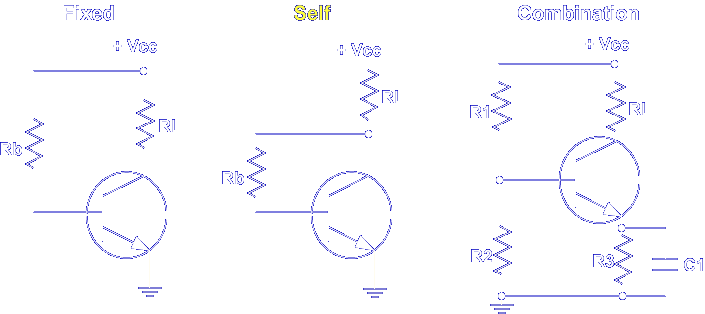 Fixed
Self
Combination
+ Vcc
+ Vcc
+ Vcc
Rl
Rb
Rl
Rb
R1
Rl
R2
R3
C1